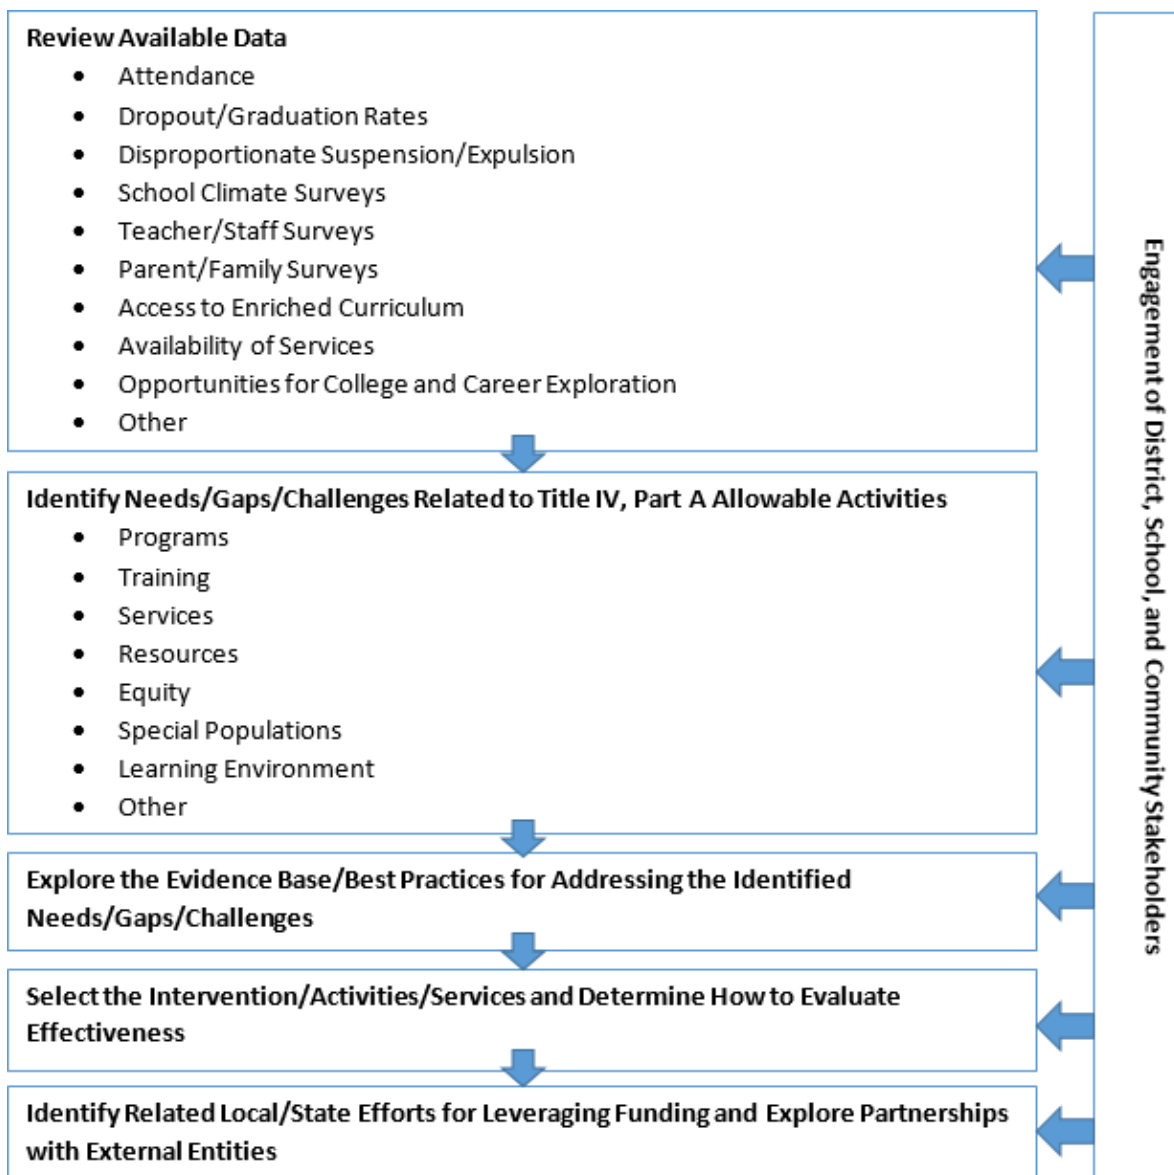 Review Available Data
• Attendance
• Dropout/Graduation Rates
• Disproportionate Suspension/Expulsion
• School Climate Surveys
• Teacher/Staff Surveys
• Parent/Family Surveys
• Access to Enriched Curriculum
• Availability of Services
• Opportunities for College and Career Exploration
• Other
Identify Needs/Gaps/Challenges Related to Title IV, Part A Allowable Activities
• Programs
• Training
• Services
• Resources
• Equity
• Special Populations
• Learning Environment
• Other
Explore the Evidence Base/Best Practices for Addressing the Identified
Needs/Gaps/Challenges
Select the Intervention/Activities/Services and Determine How to Evaluate
Effectiveness
Identify Related Local/State Efforts for Leveraging Funding and Explore Partnerships
with External Entities
Engagement of District, School, and Community Stakeholders